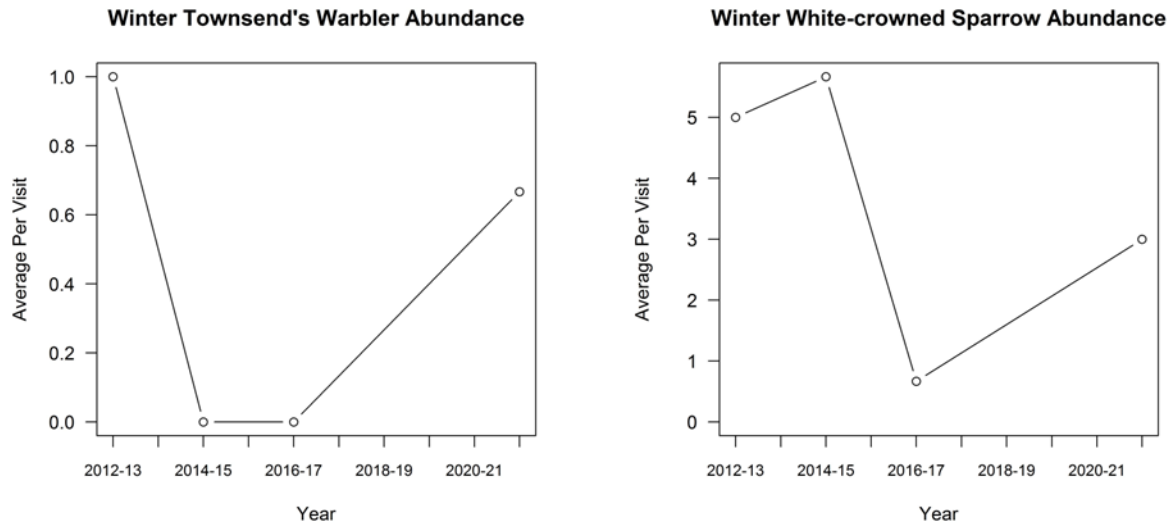 Winter Townsend's Warbler Abundance
Average Per Visit
1.0
0.8
0.6
0.4
0.2
0.0
2012-13 2014-15 2016-17 2018-19 2020-21
Year
Winter White-crowned Sparrow Abundance
Average Per Visit
5
4
3
2
1
0
2012-13 2014-15 2016-17 2018-19 2020-21
Year